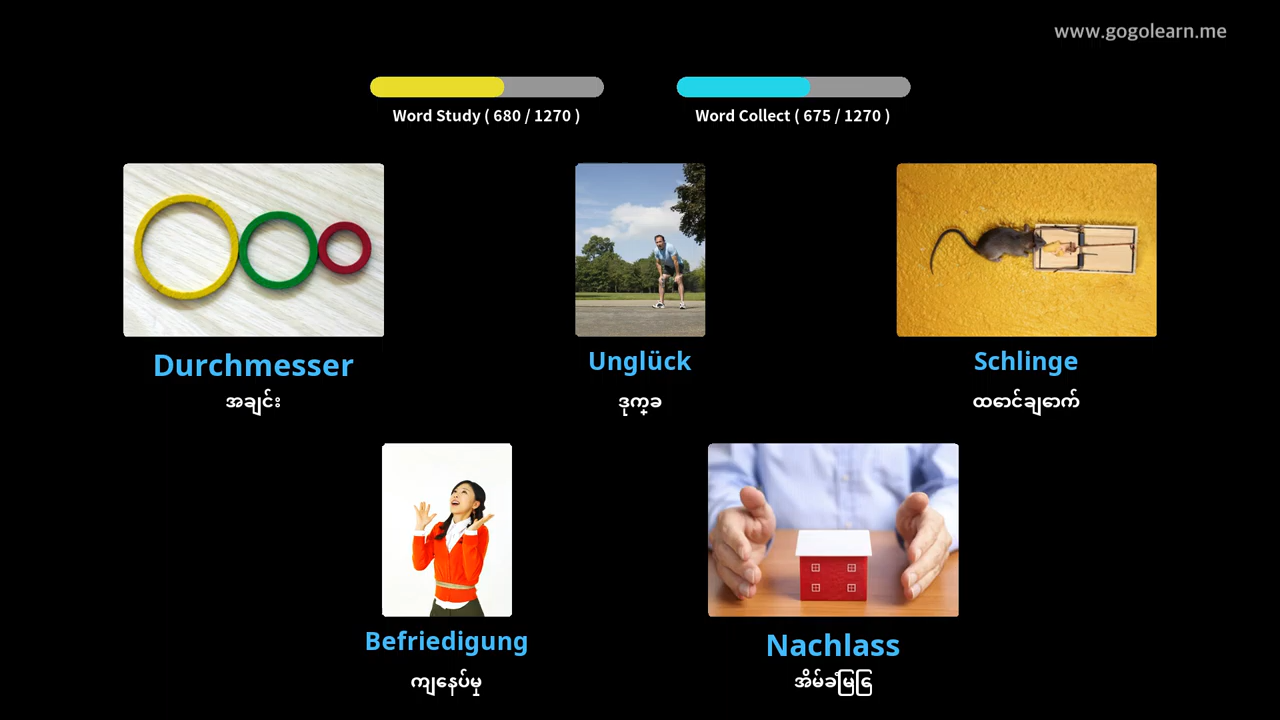 www.gogolearn.me
Word Study ( 680 / 1270 )
Word Collect ( 675 / 1270 )
Durchmesser
အချင်း
Unglück
ဒုက္ခ
Schlinge
ထောင်ချောက်
Befriedigung
ကျေနပ်မှု
Nachlass
အိမ်ခံမြေ